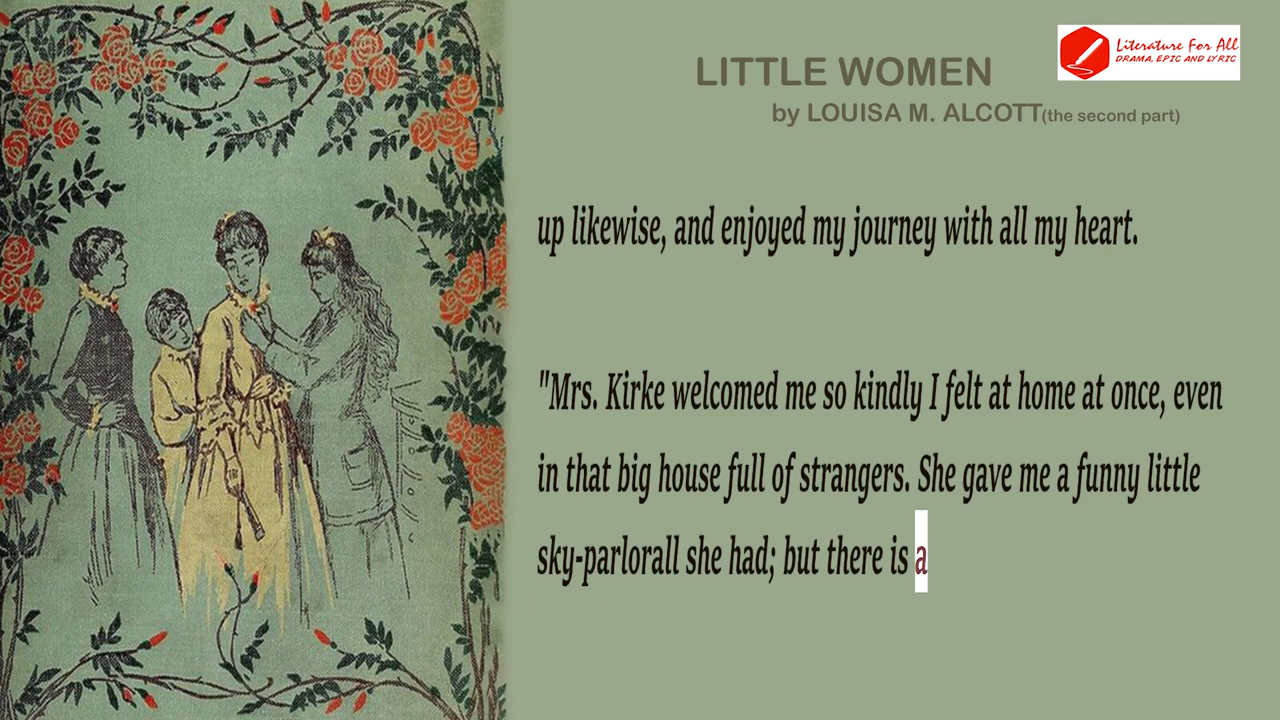 LITTLE WOMEN
by LOUISA M. ALCOTT(the second part)
Literature For All
DRAMA, EPIC AND LYRIC
up likewise, and enjoyed my journey with all my heart.
"Mrs. Kirke welcomed me so kindly I felt at home at once, even
in that big house full of strangers. She gave me a funny little
sky-parlorall she had; but there is a